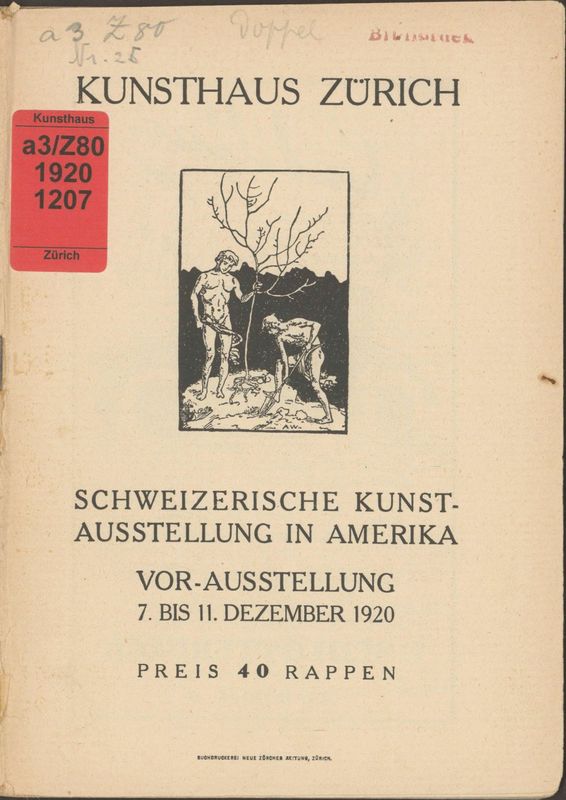 a3 Z80 Doppel Bibliothek
Nr. 25
KUNSTHAUS ZÜRICH
Kunsthaus
a3/Z80
1920
1207
Zürich
AW.
SCHWEIZERISCHE KUNST-
AUSSTELLUNG IN AMERIKA
VOR-AUSSTELLUNG
7. BIS 11. DEZEMBER 1920
PREIS 40 RAPPEN
BUCHDRUCKEREI NEUE ZÜRCHER ZEITUNG, ZÜRICH.